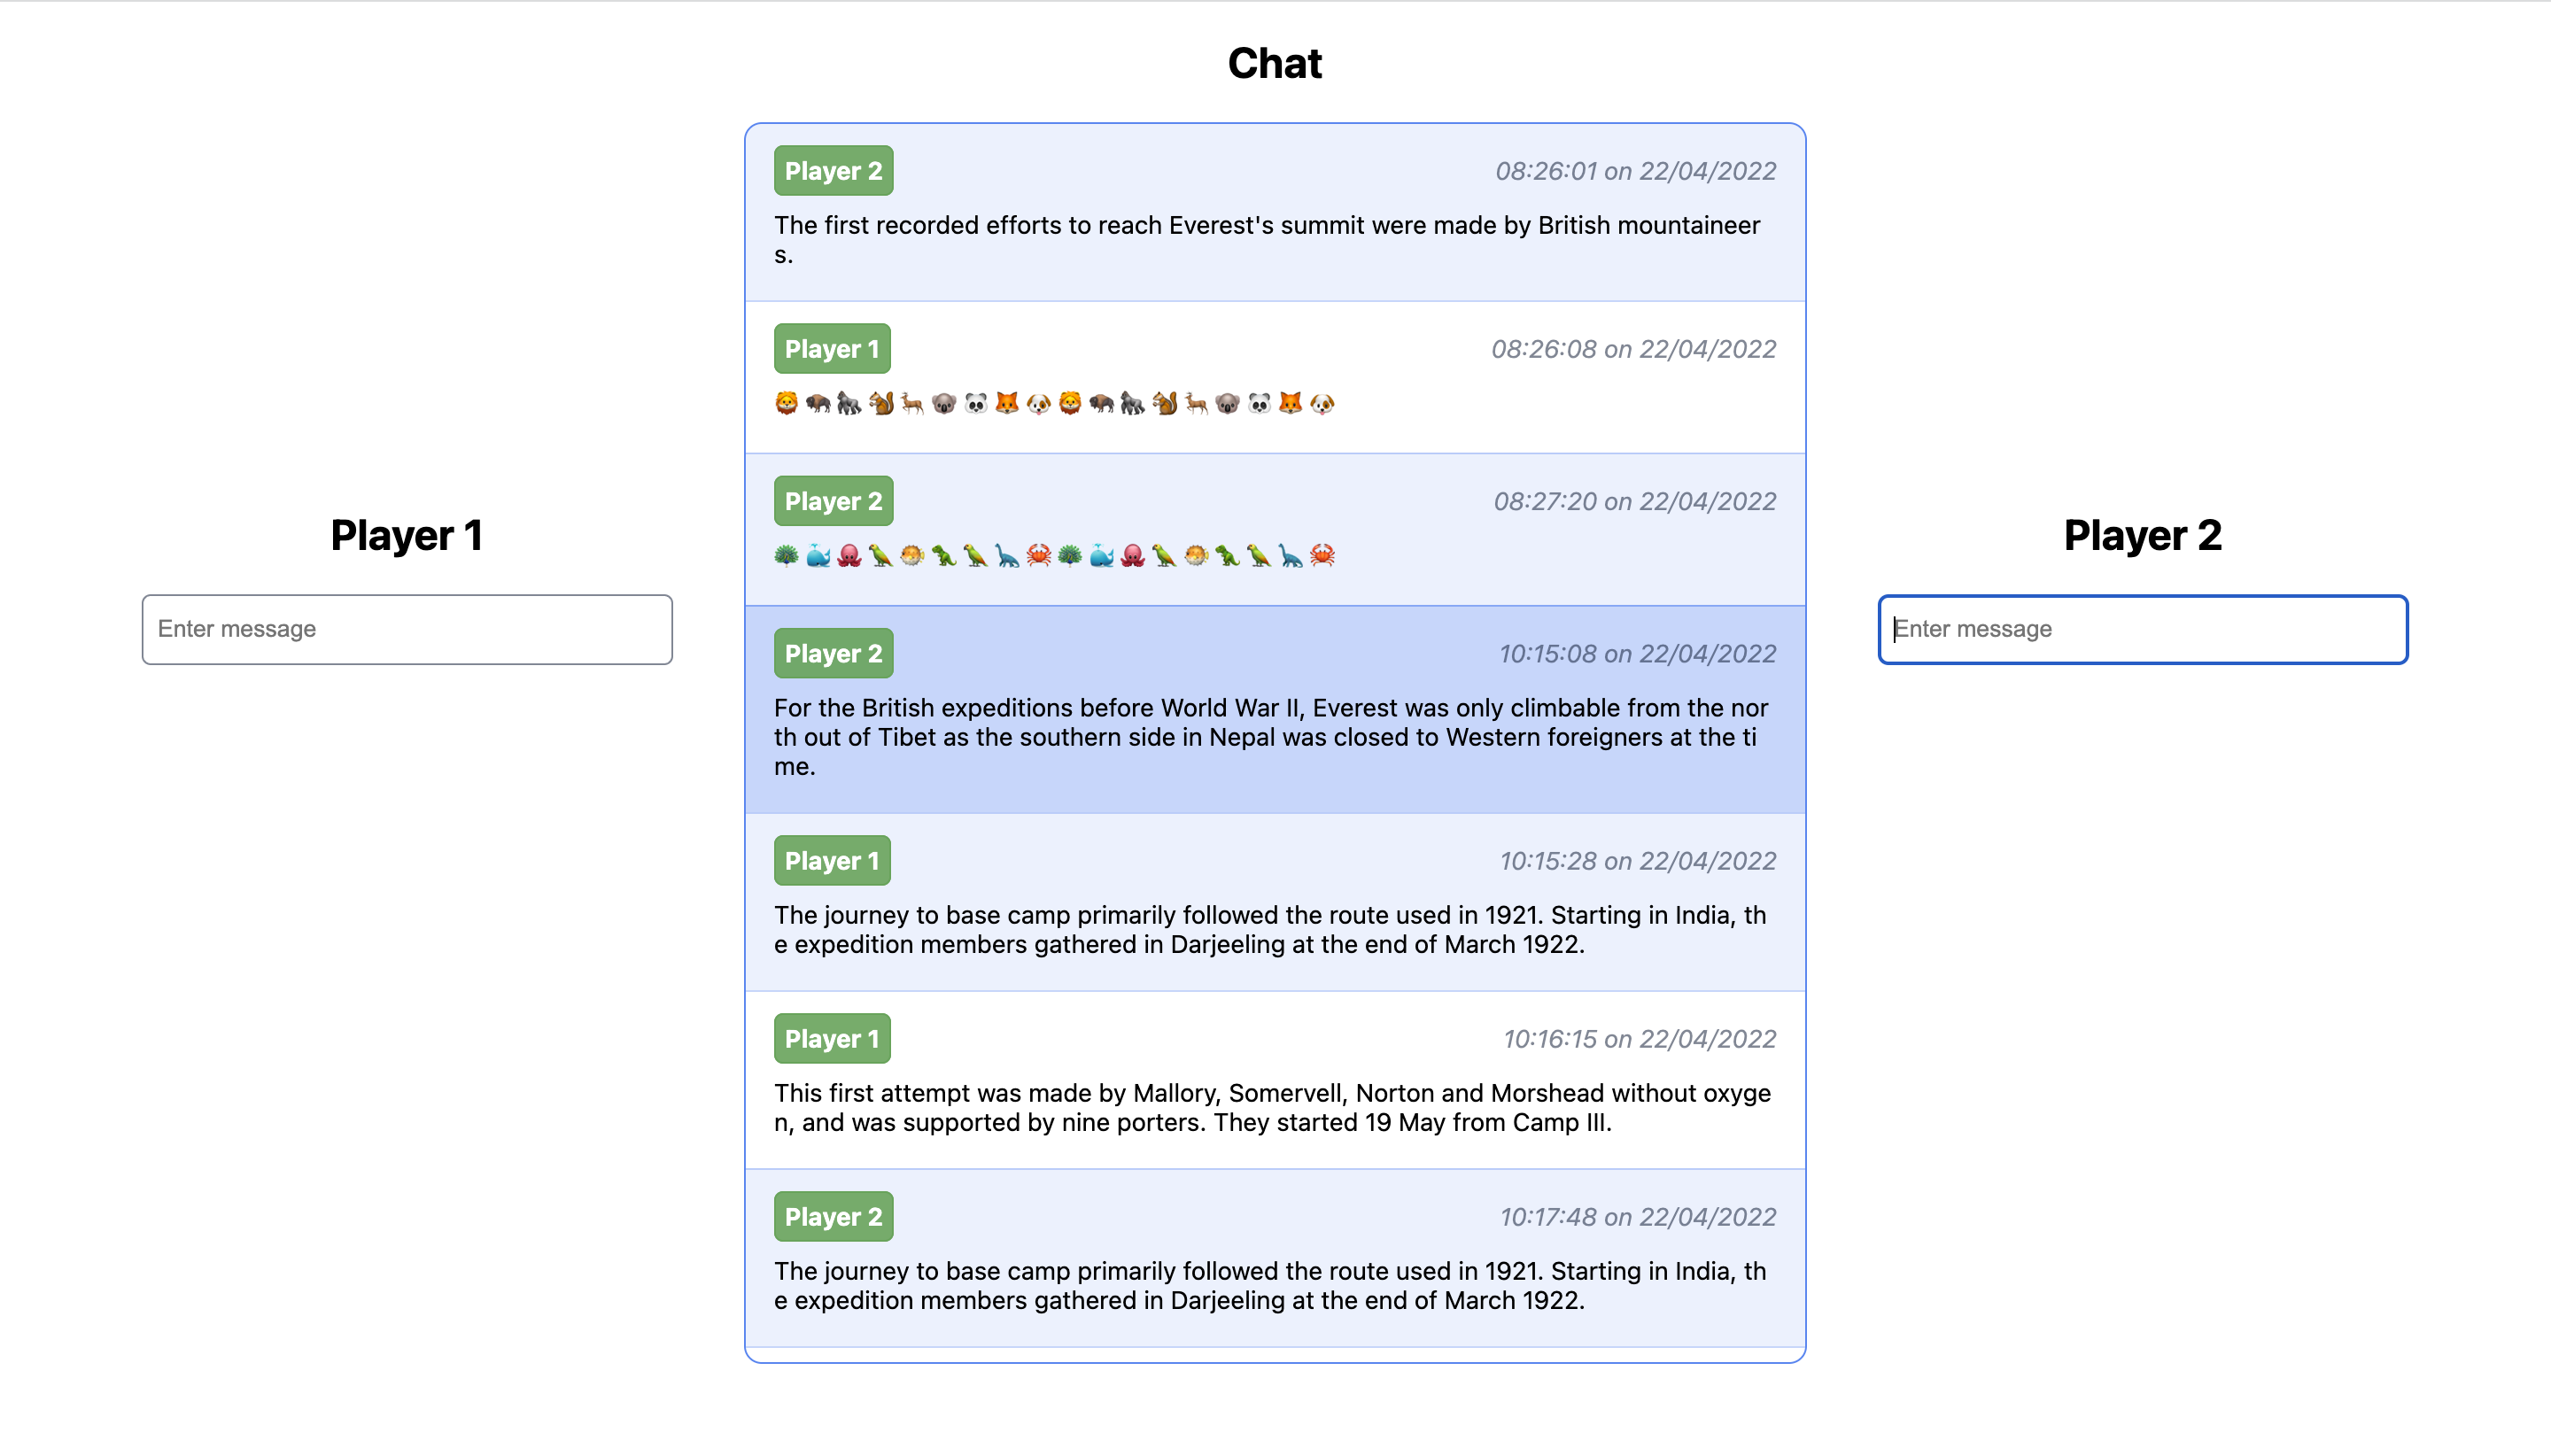 Chat
Player 2 08:26:01 on 22/04/2022
The first recorded efforts to reach Everest's summit were made by British mountaineer
s.
Player 1 08:26:08 on 22/04/2022
🦁🦬🦍🐿🦌🐨🐼🦊🐶🦁🦬🦍🐿🦌🐨🐼🦊🐶
Player 2 08:27:20 on 22/04/2022
🦚🐳🐙🦜🐡🦖🦜🦕🦀🦚🐳🐙🦜🐡🦖🦜🦕🦀
Player 1
Enter message
Player 2
Enter message
Player 2 10:15:08 on 22/04/2022
For the British expeditions before World War II, Everest was only climbable from the nor
th out of Tibet as the southern side in Nepal was closed to Western foreigners at the ti
me.
Player 1 10:15:28 on 22/04/2022
The journey to base camp primarily followed the route used in 1921. Starting in India, th
e expedition members gathered in Darjeeling at the end of March 1922.
Player 1 10:16:15 on 22/04/2022
This first attempt was made by Mallory, Somervell, Norton and Morshead without oxyge
n, and was supported by nine porters. They started 19 May from Camp III.
Player 2 10:17:48 on 22/04/2022
The journey to base camp primarily followed the route used in 1921. Starting in India, th
e expedition members gathered in Darjeeling at the end of March 1922.